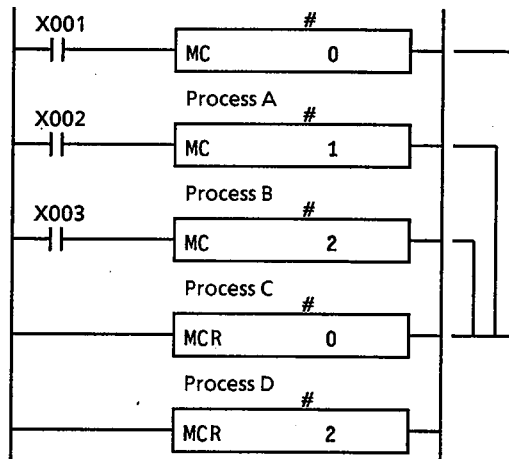 #
X001
MC 0
Process A
#
X002
MC 1
Process B
#
X003
MC 2
Process C
#
MCR 0
Process D
#
MCR 2